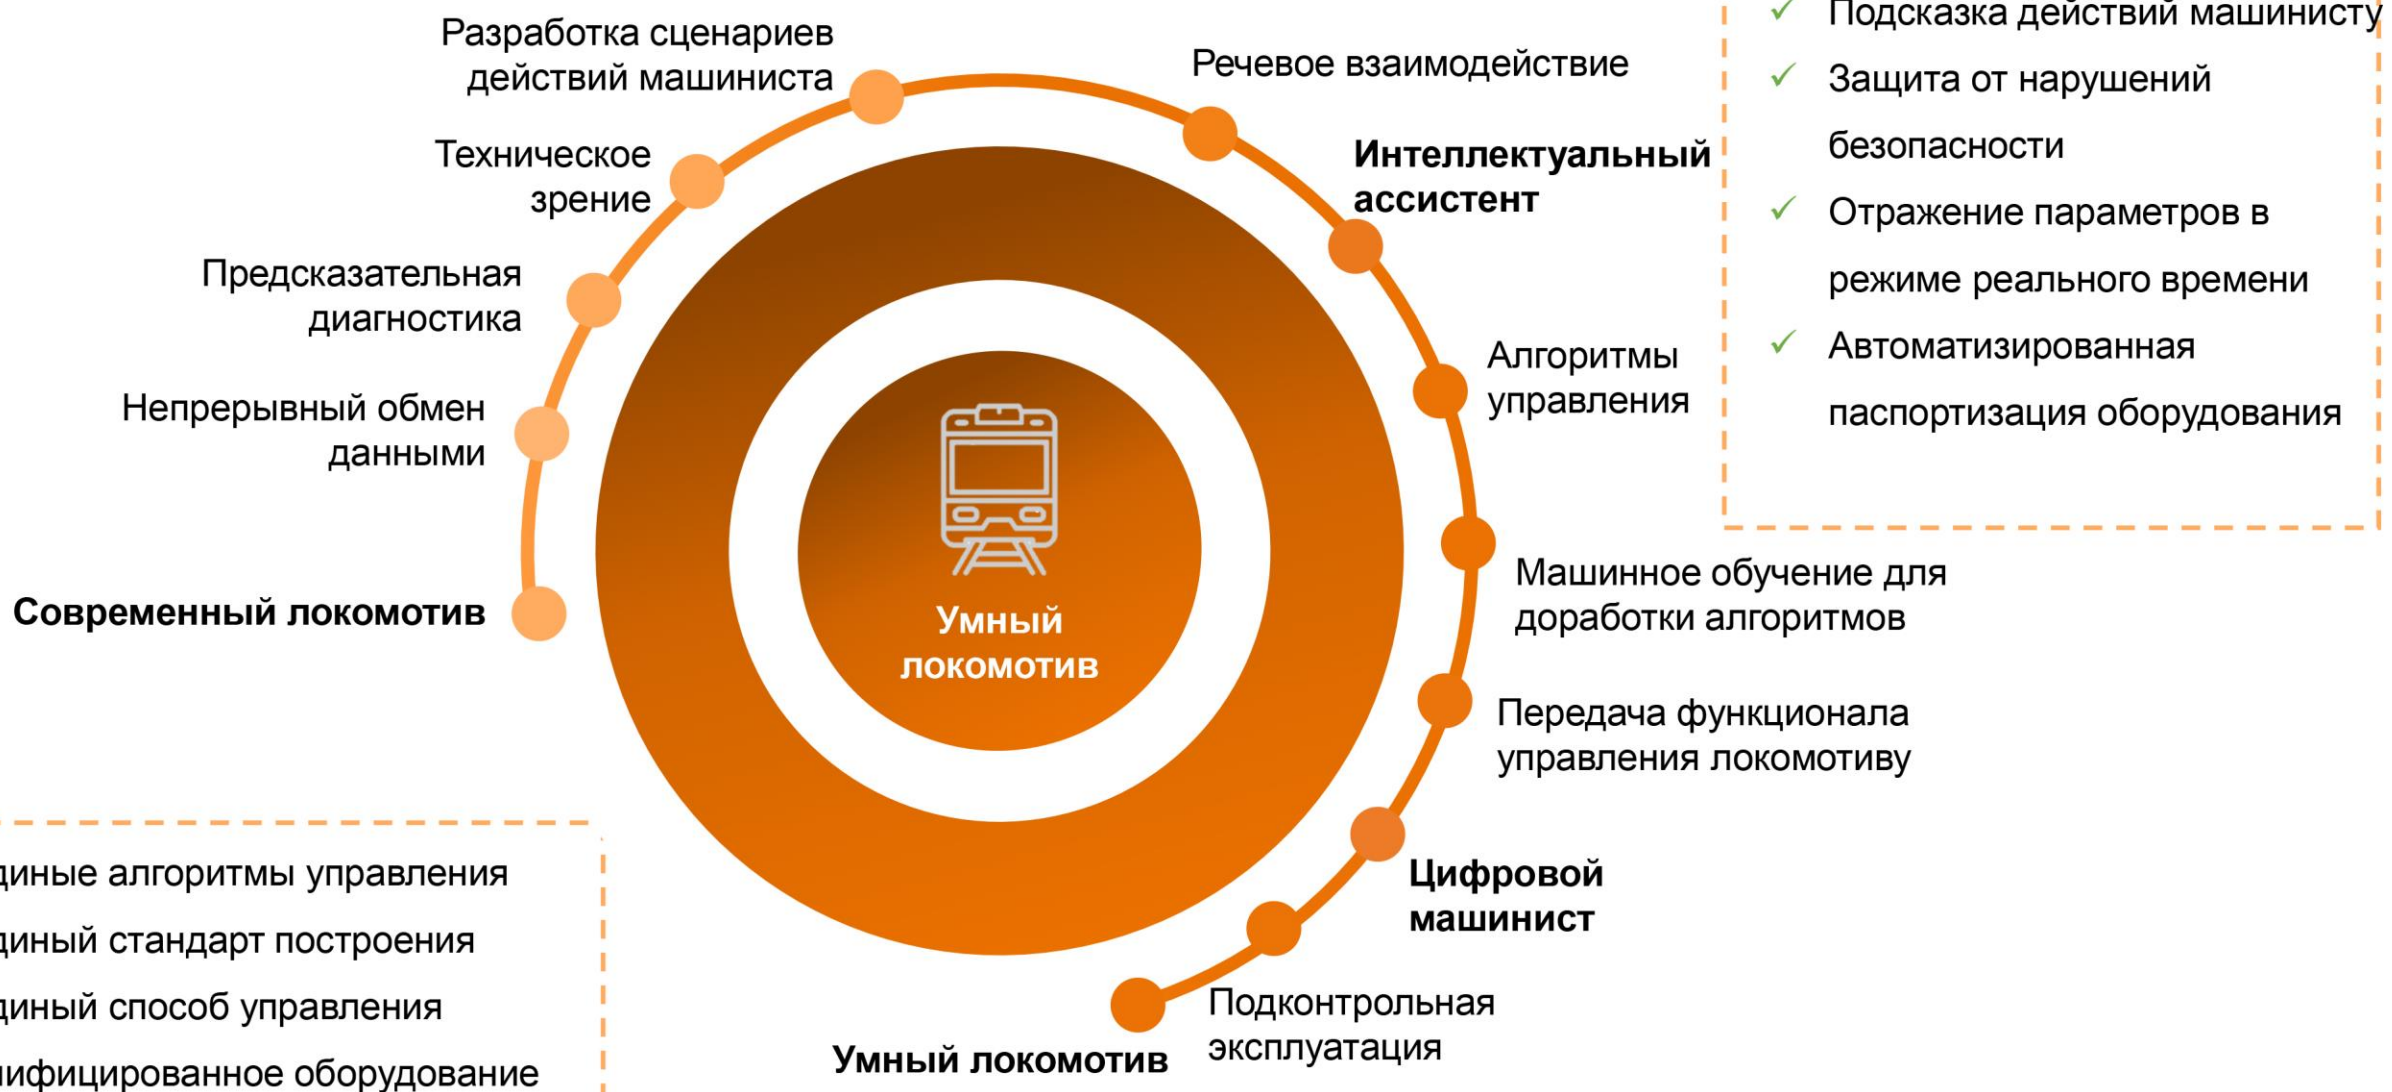 Разработка сценариев
действий машиниста
Техническое
зрение
Предсказательная
диагностика
Непрерывный обмен
данными
Современный локомотив
Речевое взаимодействие
Интеллектуальный
ассистент
Алгоритмы
управления
Машинное обучение для
доработки алгоритмов
Передача функционала
управления локомотиву
Цифровой
машинист
Подконтрольная
эксплуатация
Умный локомотив
Умный
локомотив
Подсказка действий машинисту
Защита от нарушений
безопасности
Отражение параметров в
режиме реального времени
Автоматизированная
паспортизация оборудования
алгоритмы управления
стандарт построения
способ управления
оборудование